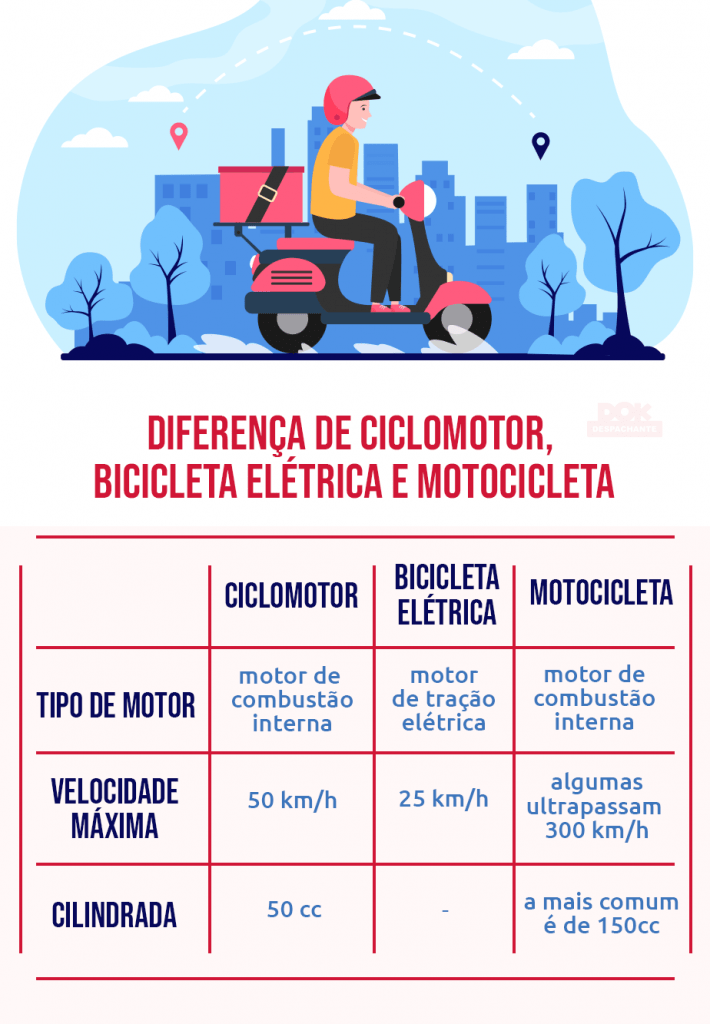 DOK
DESPACHANTE
DIFERENÇA DE CICLOMOTOR,
BICICLETA ELÉTRICA E MOTOCICLETA
CICLOMOTOR
BICICLETA
ELÉTRICA
MOTOCICLETA
TIPO DE MOTOR
motor de
combustão
interna
motor
de tração
elétrica
motor de
combustão
interna
VELOCIDADE
MÁXIMA
50 km/h
25 km/h
algumas
ultrapassam
300 km/h
CILINDRADA
50 cc
-
a mais comum
é de 150cc